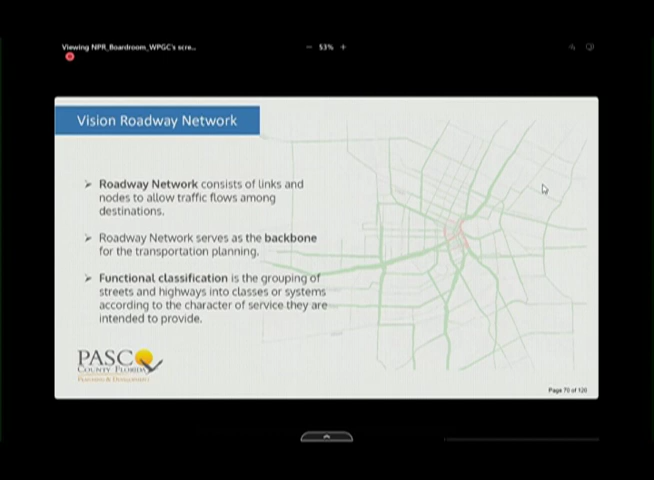 Viewing NPR_Boardroom_WPGC's scre...
− 53% +
Vision Roadway Network
➢ Roadway Network consists of links and
nodes to allow traffic flows among
destinations.
➢ Roadway Network serves as the backbone
for the transportation planning.
➢ Functional classification is the grouping of
streets and highways into classes or systems
according to the character of service they are
intended to provide.
PASCO
COUNTY FLORIDA
Planning & Development
Page 70 of 120